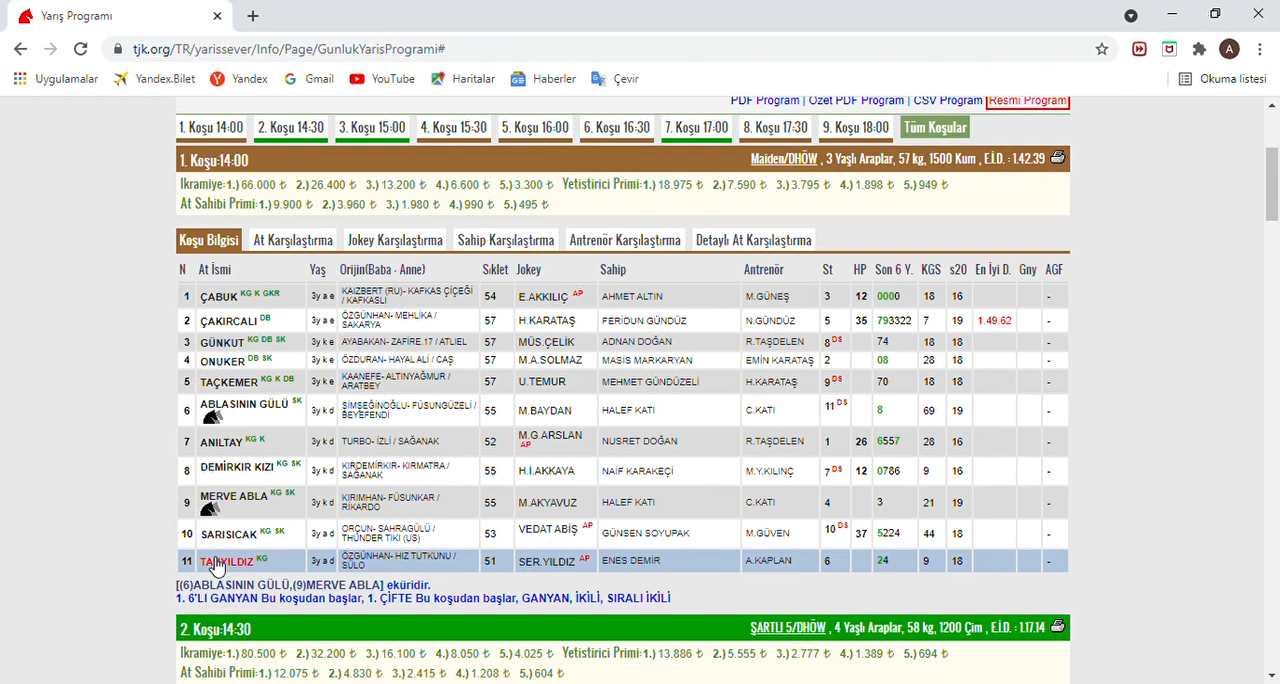 Yarış Programı
tjk.org/TR/yarissever/Info/Page/GunlukYarisProgrami#
A
Uygulamalar Yandex.Bilet Yandex Gmail YouTube Haritalar Haberler Çevir Okuma listesi
PDF Program | Özet PDF Program | CSV Program Resmi Program
1. Koşu 14:00 2. Koşu 14:30 3. Koşu 15:00 4. Koşu 15:30 5. Koşu 16:00 6. Koşu 16:30 7. Koşu 17:00 8. Koşu 17:30 9. Koşu 18:00 Tüm Koşular
1. Koşu:14:00 Maiden/DHÖW , 3 Yaşlı Araplar, 57 kg, 1500 Kum , E.İ.D. : 1.42.39
İkramiye:1.) 66.000 ₺ 2.) 26.400 ₺ 3.) 13.200 ₺ 4.) 6.600 ₺ 5.) 3.300 ₺ Yetistirici Primi:1.) 18.975 ₺ 2.) 7.590 ₺ 3.) 3.795 ₺ 4.) 1.898 ₺ 5.) 949 ₺
At Sahibi Primi:1.) 9.900 ₺ 2.) 3.960 ₺ 3.) 1.980 ₺ 4.) 990 ₺ 5.) 495 ₺
Koşu Bilgisi At Karşılaştırma Jokey Karşılaştırma Sahip Karşılaştırma Antrenör Karşılaştırma Detaylı At Karşılaştırma
N At İsmi Yaş Orijin(Baba - Anne) Sıklet Jokey Sahip Antrenör St HP Son 6 Y. KGS s20 En İyi D. Gny AGF
1 ÇABUK KG K GKR 3y a e KAIZBERT (RU)- KAFKAS ÇİÇEĞİ / KAFKASLI 54 E.AKKILIÇ AP AHMET ALTIN M.GÜNEŞ 3 12 0000 18 16 -
2 ÇAKIRCALI DB 3y a e ÖZGÜNHAN- MEHLİKA / SAKARYA 57 H.KARATAŞ FERİDUN GÜNDÜZ N.GÜNDÜZ 5 35 793322 7 19 1.49.62 -
3 GÜNKUT KG DB SK 3y k e AYABAKAN- ZAFİRE.17 / ATLIEL 57 MÜS.ÇELİK ADNAN DOĞAN R.TAŞDELEN 8 DS 74 18 18 -
4 ONUKER DB SK 3y k e ÖZDURAN- HAYAL ALİ / CAŞ 57 M.A.SOLMAZ MASİS MARKARYAN EMİN KARATAŞ 2 08 28 18 -
5 TAÇKEMER KG K DB 3y k e KAANEFE- ALTINYAĞMUR / ARATBEY 57 U.TEMUR MEHMET GÜNDÜZELİ H.KARATAŞ 9 DS 70 18 18 -
6 ABLASININ GÜLÜ SK 3y k d ŞİMŞEĞİNOĞLU- FÜSUNGÜZELİ / BEYEFENDİ 55 M.BAYDAN HALEF KATI C.KATI 11 DS 8 69 19 -
7 ANILTAY KG K 3y k d TURBO- İZLİ / SAĞANAK 52 M.G.ARSLAN AP NUSRET DOĞAN R.TAŞDELEN 1 26 6557 28 16 -
8 DEMİRKIR KIZI KG SK 3y k d KIRDEMİRKIR- KIRMATRA / SAĞANAK 55 H.İ.AKKAYA NAİF KARAKEÇİ M.Y.KILINÇ 7 DS 12 0786 9 16 -
9 MERVE ABLA KG SK 3y k d KIRIMHAN- FÜSUNKAR / RİKARDO 55 M.AKYAVUZ HALEF KATI C.KATI 4 3 21 19 -
10 SARISICAK KG SK 3y a d ORÇUN- SAHRAGÜLÜ / THUNDER TIKI (US) 53 VEDAT ABİŞ AP GÜNSEN SOYUPAK M.GÜVEN 10 DS 37 5224 44 18 -
11 YILDIZ KG 3y a d ÖZGÜNHAN- HIZ TUTKUNU / SÜLO 51 SER.YILDIZ AP ENES DEMİR A.KAPLAN 6 24 9 18 -
[(6)ABLASININ GÜLÜ,(9)MERVE ABLA] eküridir.
1. 6'LI GANYAN Bu koşudan başlar, 1. ÇİFTE Bu koşudan başlar, GANYAN, İKİLİ, SIRALI İKİLİ
2. Koşu:14:30 ŞARTLI 5/DHÖW , 4 Yaşlı Araplar, 58 kg, 1200 Çim , E.İ.D. : 1.17.14
İkramiye:1.) 80.500 ₺ 2.) 32.200 ₺ 3.) 16.100 ₺ 4.) 8.050 ₺ 5.) 4.025 ₺ Yetistirici Primi:1.) 13.886 ₺ 2.) 5.555 ₺ 3.) 2.777 ₺ 4.) 1.389 ₺ 5.) 694 ₺
At Sahibi Primi:1.) 12.075 ₺ 2.) 4.830 ₺ 3.) 2.415 ₺ 4.) 1.208 ₺ 5.) 604 ₺